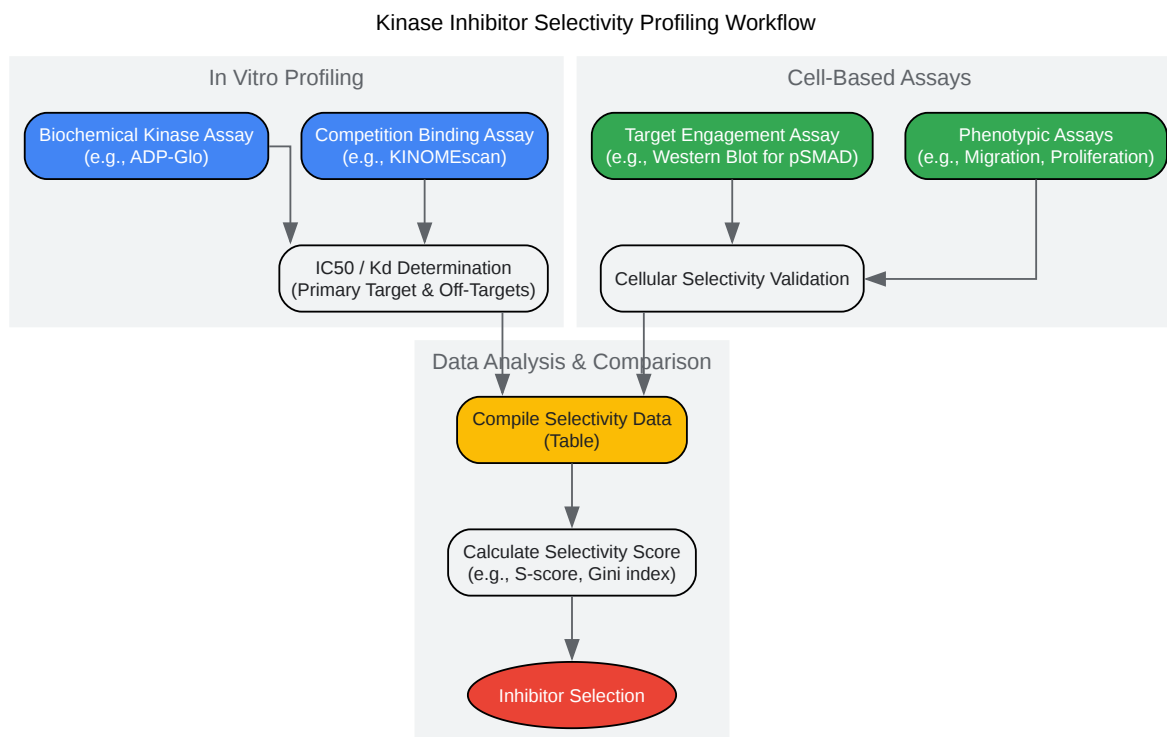 Kinase Inhibitor Selectivity Profiling Workflow
In Vitro Profiling
Biochemical Kinase Assay
(e.g., ADP-Glo)
Competition Binding Assay
(e.g., KINOMEscan)
IC50 / Kd Determination
(Primary Target & Off-Targets)
Cell-Based Assays
Target Engagement Assay
(e.g., Western Blot for pSMAD)
Phenotypic Assays
(e.g., Migration, Proliferation)
Cellular Selectivity Validation
Data Analysis & Comparison
Compile Selectivity Data
(Table)
Calculate Selectivity Score
(e.g., S-score, Gini index)
Inhibitor Selection